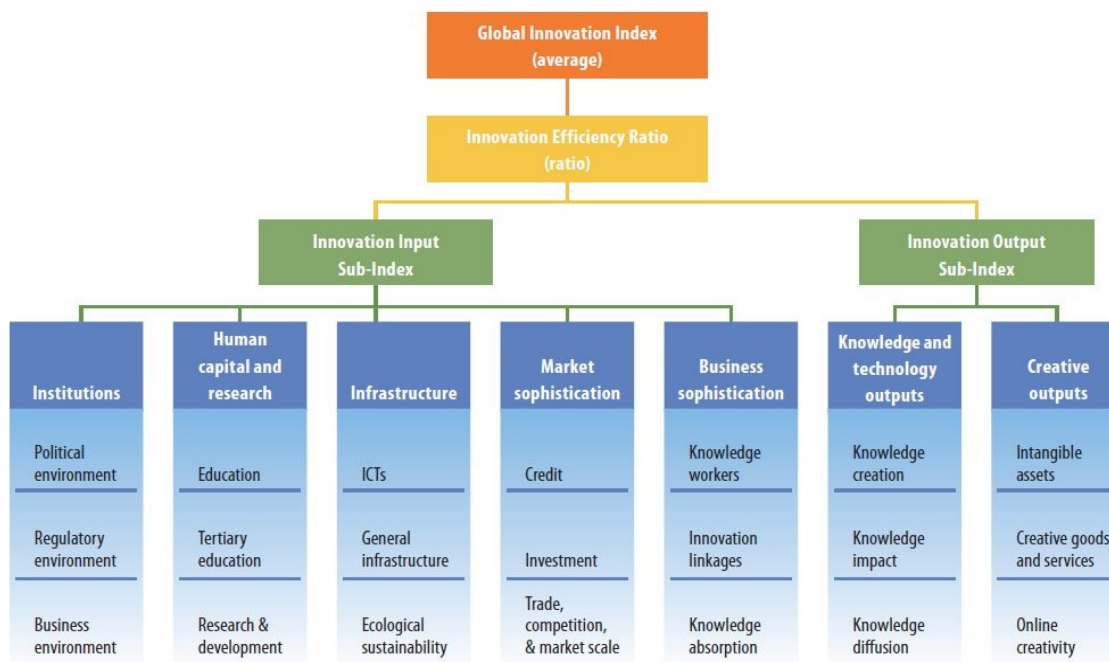 Global Innovation Index
(average)
Innovation Efficiency Ratio
(ratio)
Innovation Input
Sub-Index
Innovation Output
Sub-Index
Institutions
Human
capital and
research
Infrastructure
Market
sophistication
Business
sophistication
Knowledge and
technology
outputs
Creative
outputs
Political
environment
Education
ICTs
Credit
Knowledge
workers
Knowledge
creation
Intangible
assets
Regulatory
environment
Tertiary
education
General
infrastructure
Investment
Innovation
linkages
Knowledge
impact
Creative goods
and services
Business
environment
Research &
development
Ecological
sustainability
Trade,
competition,
& market scale
Knowledge
absorption
Knowledge
diffusion
Online
creativity